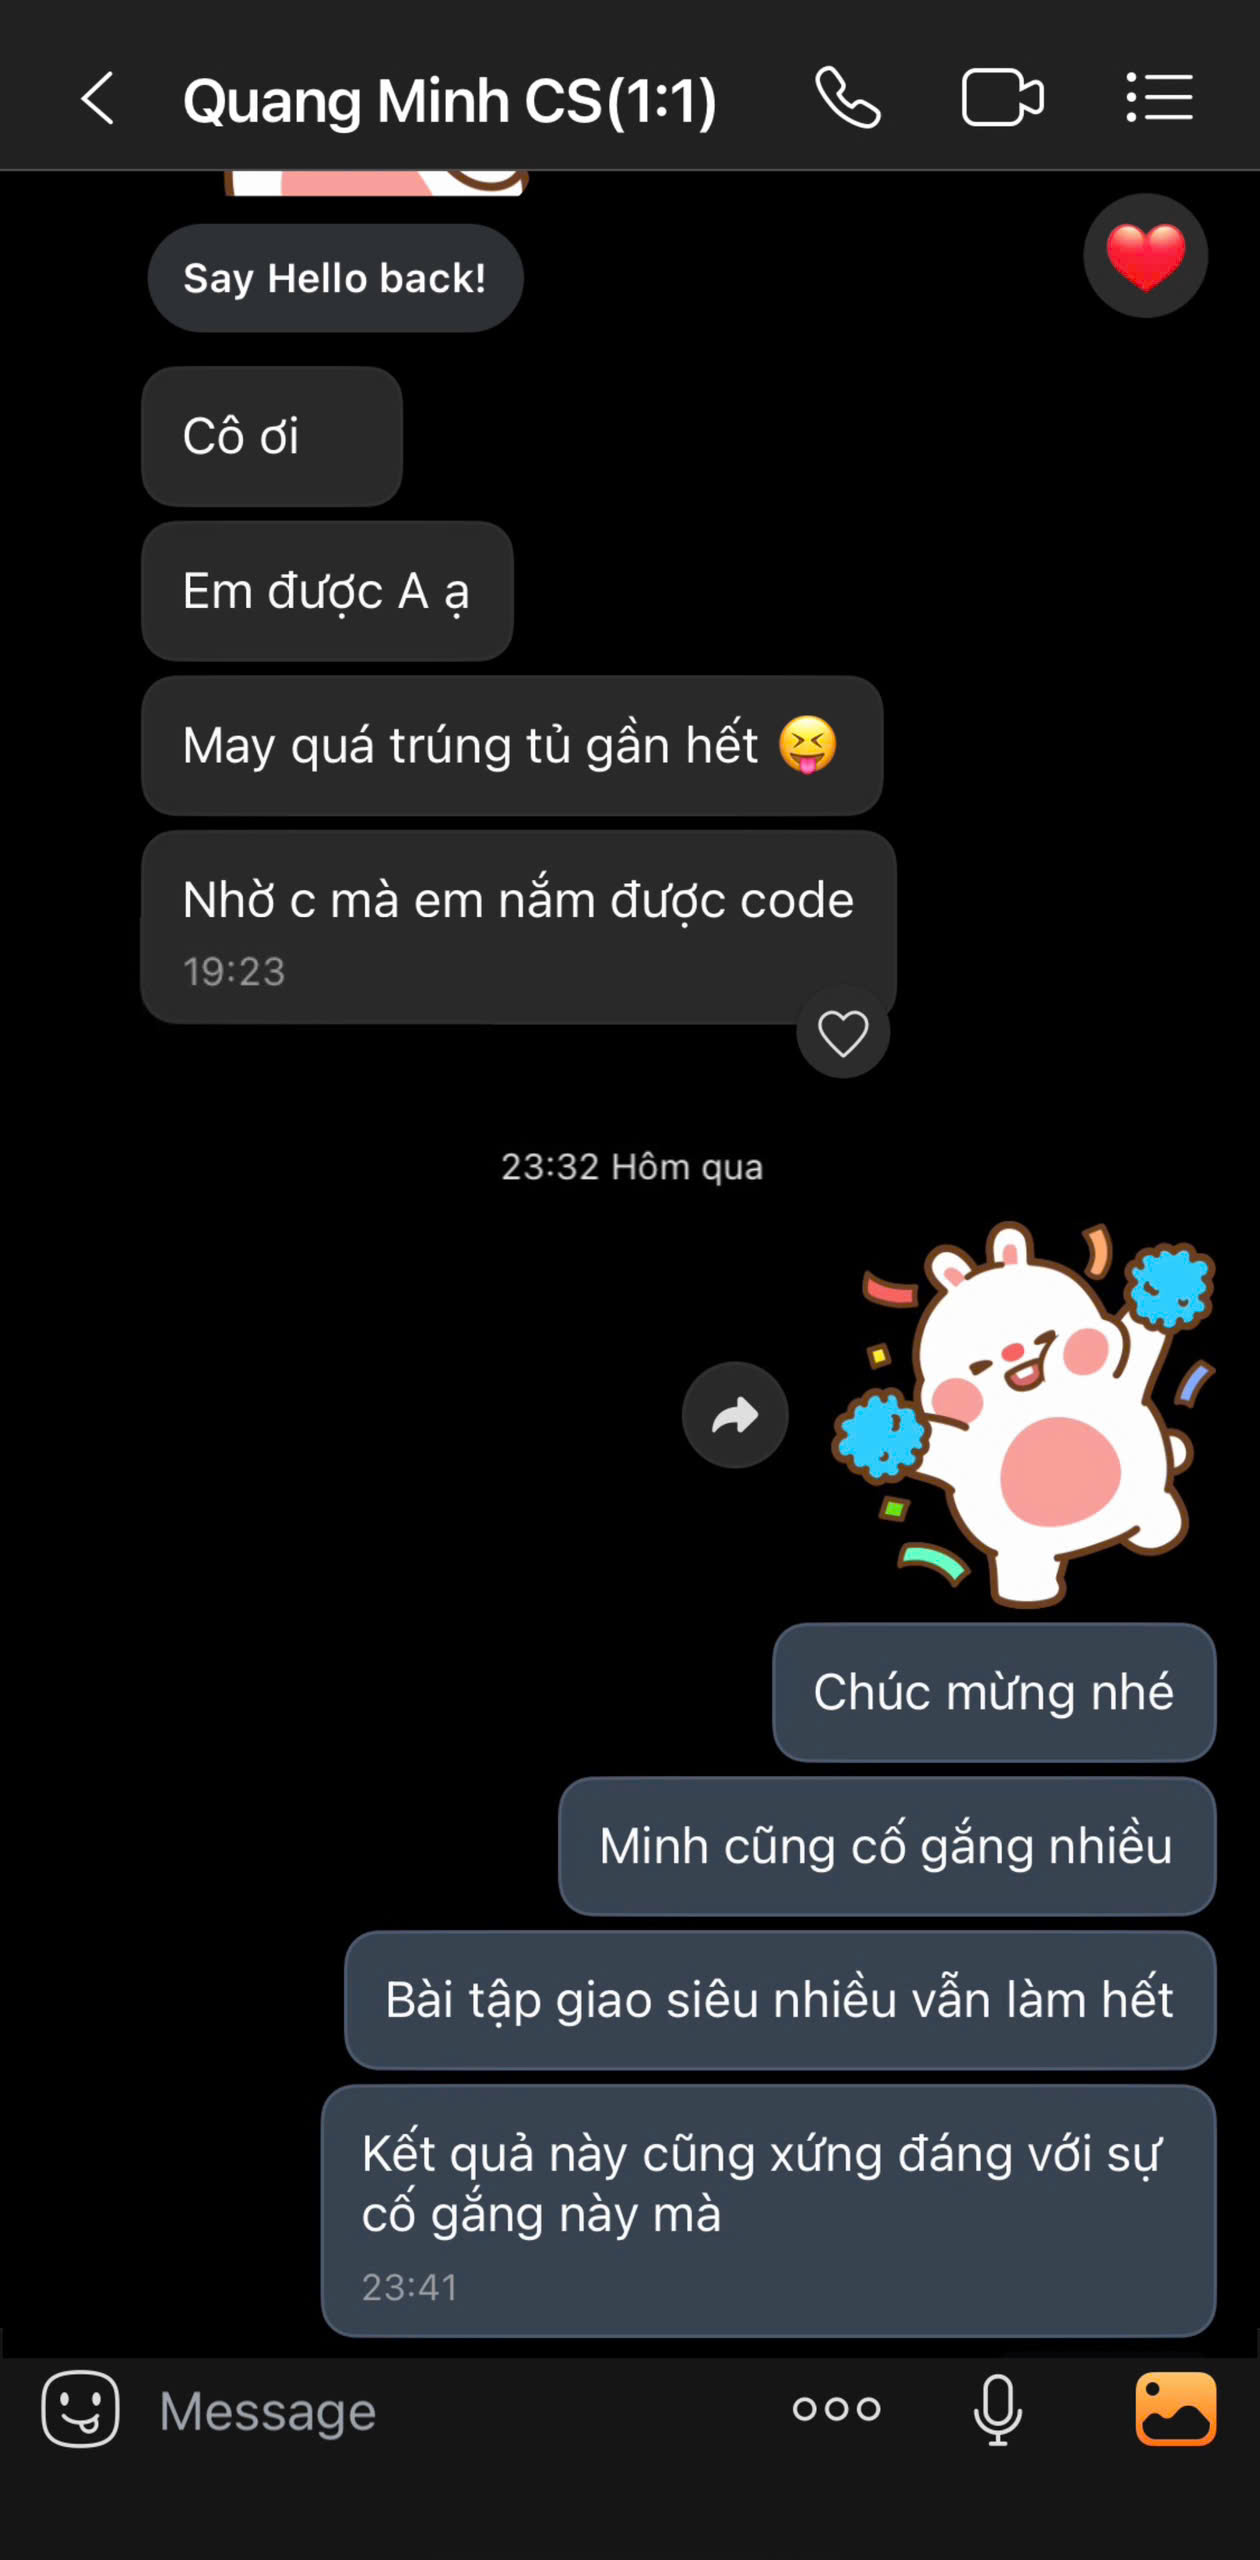 Quang Minh CS(1:1)
Say Hello back!
Cô ơi
Em được A ạ
May quá trúng tủ gần hết 😝
Nhờ c mà em nắm được code
19:23
23:32 Hôm qua
Chúc mừng nhé
Minh cũng cố gắng nhiều
Bài tập giao siêu nhiều vẫn làm hết
Kết quả này cũng xứng đáng với sự
cố gắng này mà
23:41
Message